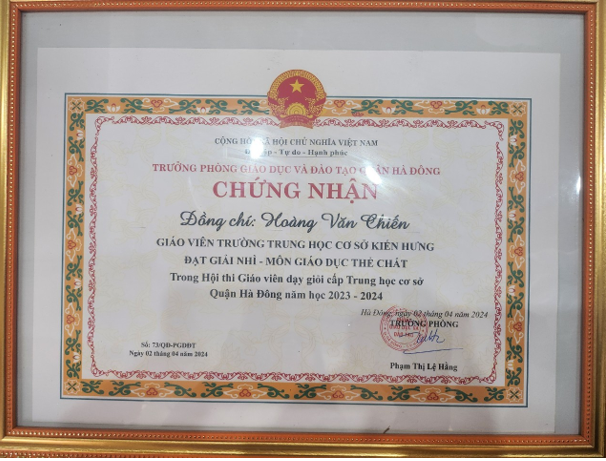 CỘNG HÒA XÃ HỘI CHỦ NGHĨA VIỆT NAM
Độc lập - Tự do - Hạnh phúc
TRƯỞNG PHÒNG GIÁO DỤC VÀ ĐÀO TẠO QUẬN HÀ ĐÔNG
CHỨNG NHẬN
Đồng chí: Hoàng Văn Chiến
GIÁO VIÊN TRƯỜNG TRUNG HỌC CƠ SỞ KIẾN HƯNG
ĐẠT GIẢI NHÌ - MÔN GIÁO DỤC THỂ CHẤT
Trong Hội thi Giáo viên dạy giỏi cấp Trung học cơ sở
Quận Hà Đông năm học 2023 - 2024
Hà Đông, ngày 02 tháng 04 năm 2024
TRƯỞNG PHÒNG
Số: 73/QĐ-PGDĐT
Ngày 02 tháng 04 năm 2024
Phạm Thị Lệ Hằng